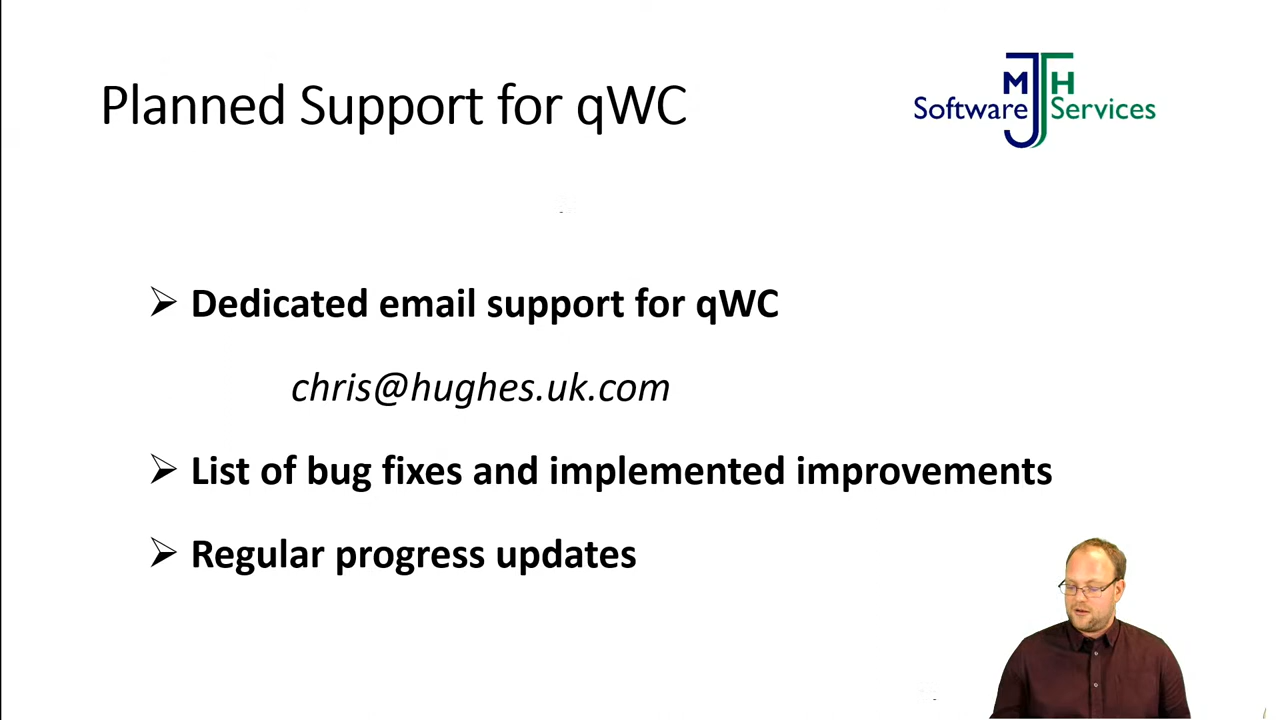 Planned Support for qWC
M J H
Software Services
Dedicated email support for qWC
chris@hughes.uk.com
List of bug fixes and implemented improvements
Regular progress updates